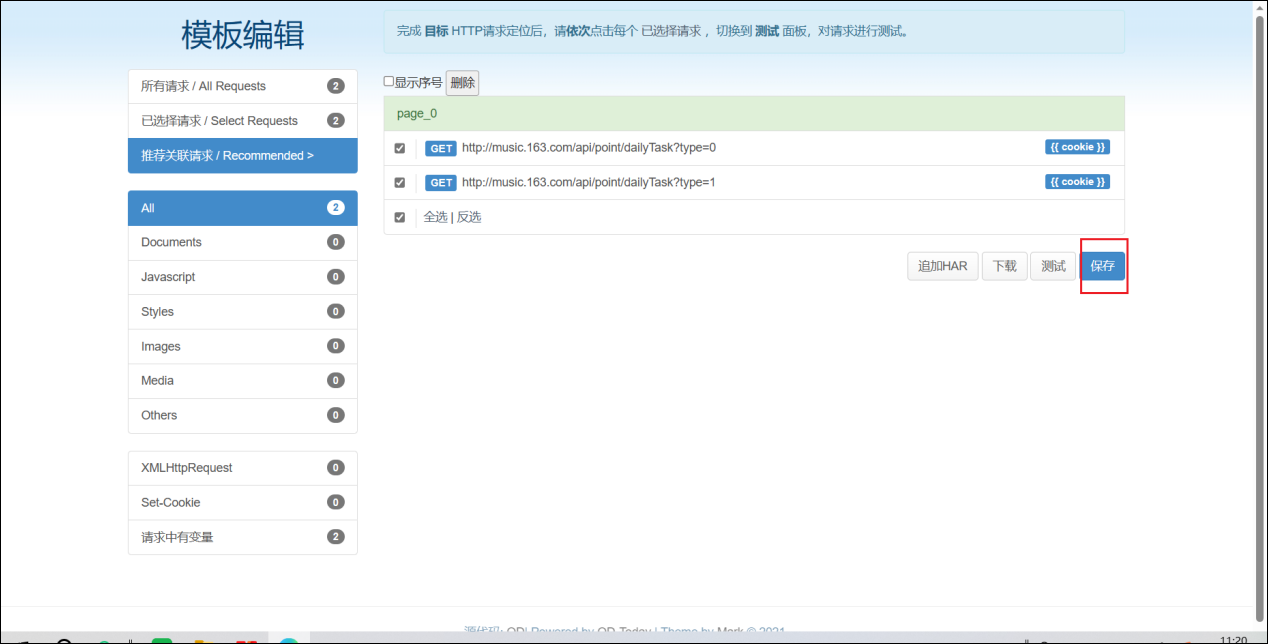 模板编辑
完成 目标 HTTP请求定位后，请依次点击每个 已选择请求 ，切换到 测试 面板，对请求进行测试。
所有请求 / All Requests 2
已选择请求 / Select Requests 2
推荐关联请求 / Recommended >
All 2
Documents 0
Javascript 0
Styles 0
Images 0
Media 0
Others 0
XMLHttpRequest 0
Set-Cookie 0
请求中有变量 2
显示序号 删除
page_0
GET http://music.163.com/api/point/dailyTask?type=0 {{ cookie }}
GET http://music.163.com/api/point/dailyTask?type=1 {{ cookie }}
全选 | 反选
追加HAR 下载 测试 保存
源代码: QD| Powered by QD-Today | Theme by Mark © 2021
11:20